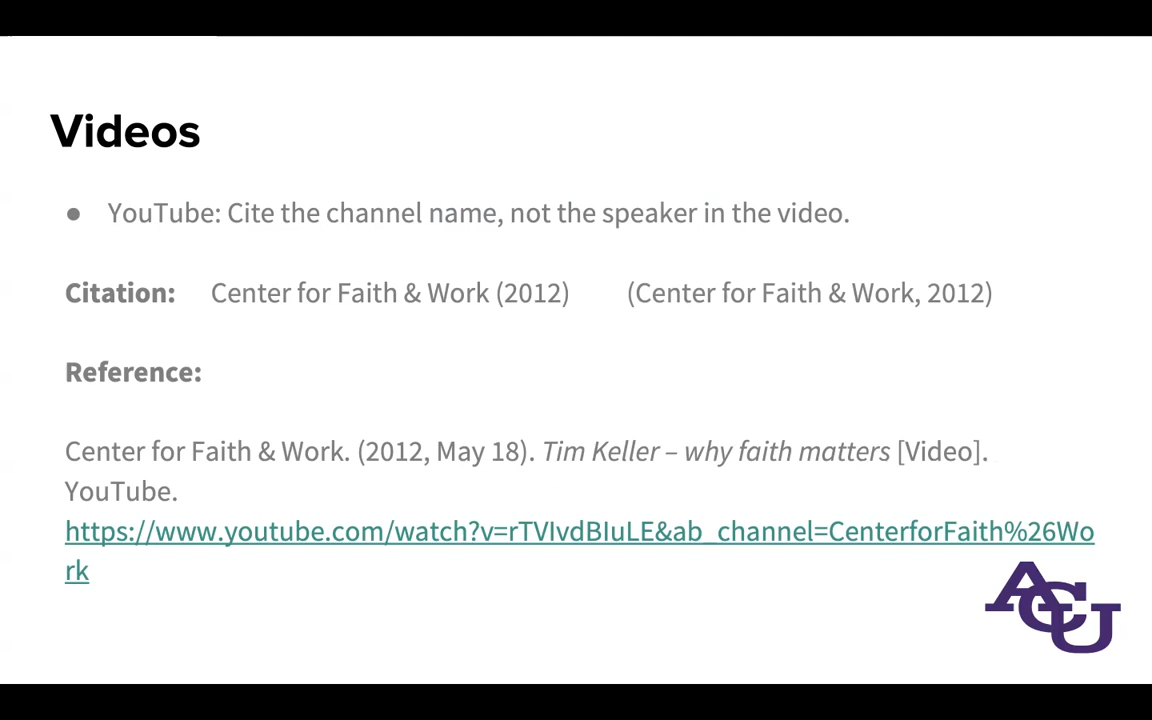 Videos
● YouTube: Cite the channel name, not the speaker in the video.
Citation: Center for Faith & Work (2012) (Center for Faith & Work, 2012)
Reference:
Center for Faith & Work. (2012, May 18). Tim Keller – why faith matters [Video].
YouTube.
https://www.youtube.com/watch?v=rTVIvdBIuLE&ab_channel=CenterforFaith%26Wo
rk
ACU